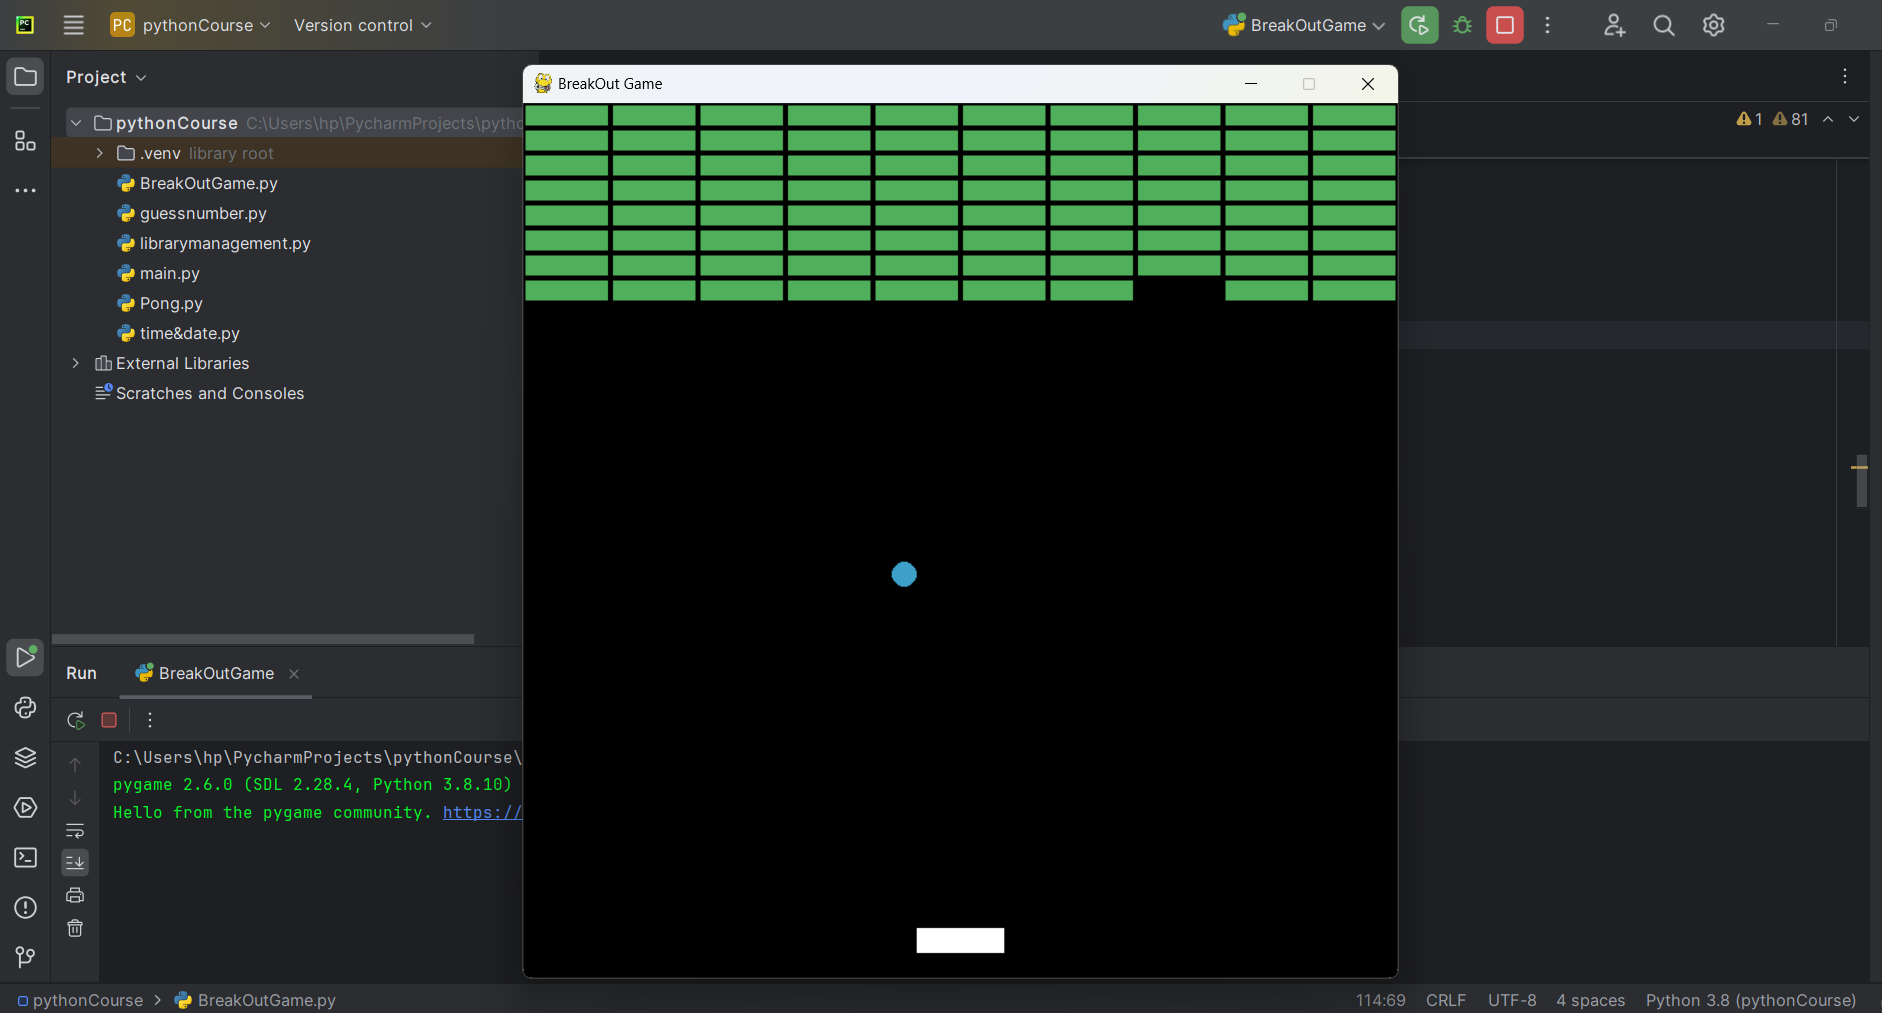 PC pythonCourse Version control BreakOutGame
Project
BreakOut Game
pythonCourse C:\Users\hp\PycharmProjects\pytho
1 81
.venv library root
BreakOutGame.py
guessnumber.py
librarymanagement.py
main.py
Pong.py
time&date.py
External Libraries
Scratches and Consoles
Run BreakOutGame
C:\Users\hp\PycharmProjects\pythonCourse\
pygame 2.6.0 (SDL 2.28.4, Python 3.8.10)
Hello from the pygame community. https://
pythonCourse > BreakOutGame.py 114:69 CRLF UTF-8 4 spaces Python 3.8 (pythonCourse)